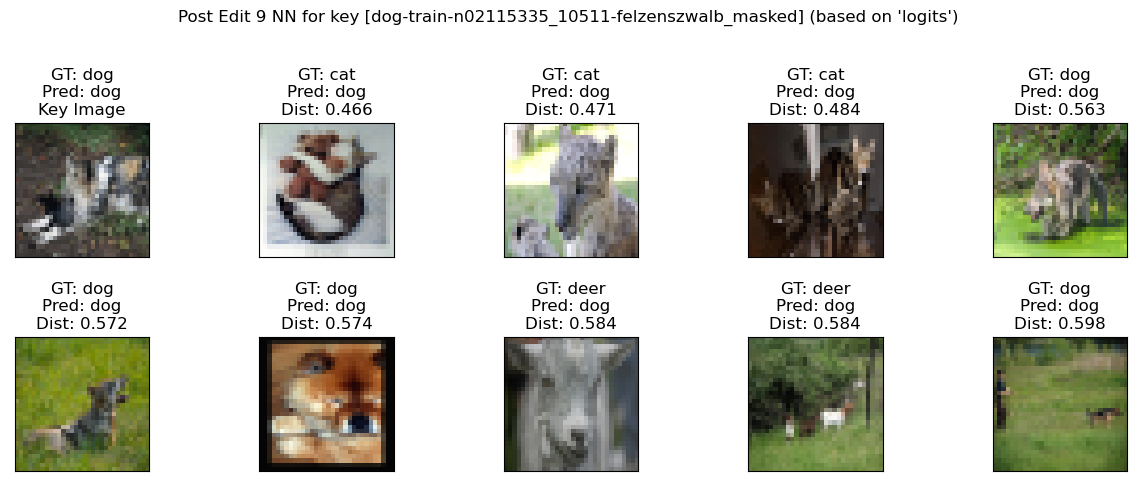 Post Edit 9 NN for key [dog-train-n02115335_10511-felzenszwalb_masked] (based on 'logits')
GT: dog
Pred: dog
Key Image
GT: cat
Pred: dog
Dist: 0.466
GT: cat
Pred: dog
Dist: 0.471
GT: cat
Pred: dog
Dist: 0.484
GT: dog
Pred: dog
Dist: 0.563
GT: dog
Pred: dog
Dist: 0.572
GT: dog
Pred: dog
Dist: 0.574
GT: deer
Pred: dog
Dist: 0.584
GT: deer
Pred: dog
Dist: 0.584
GT: dog
Pred: dog
Dist: 0.598